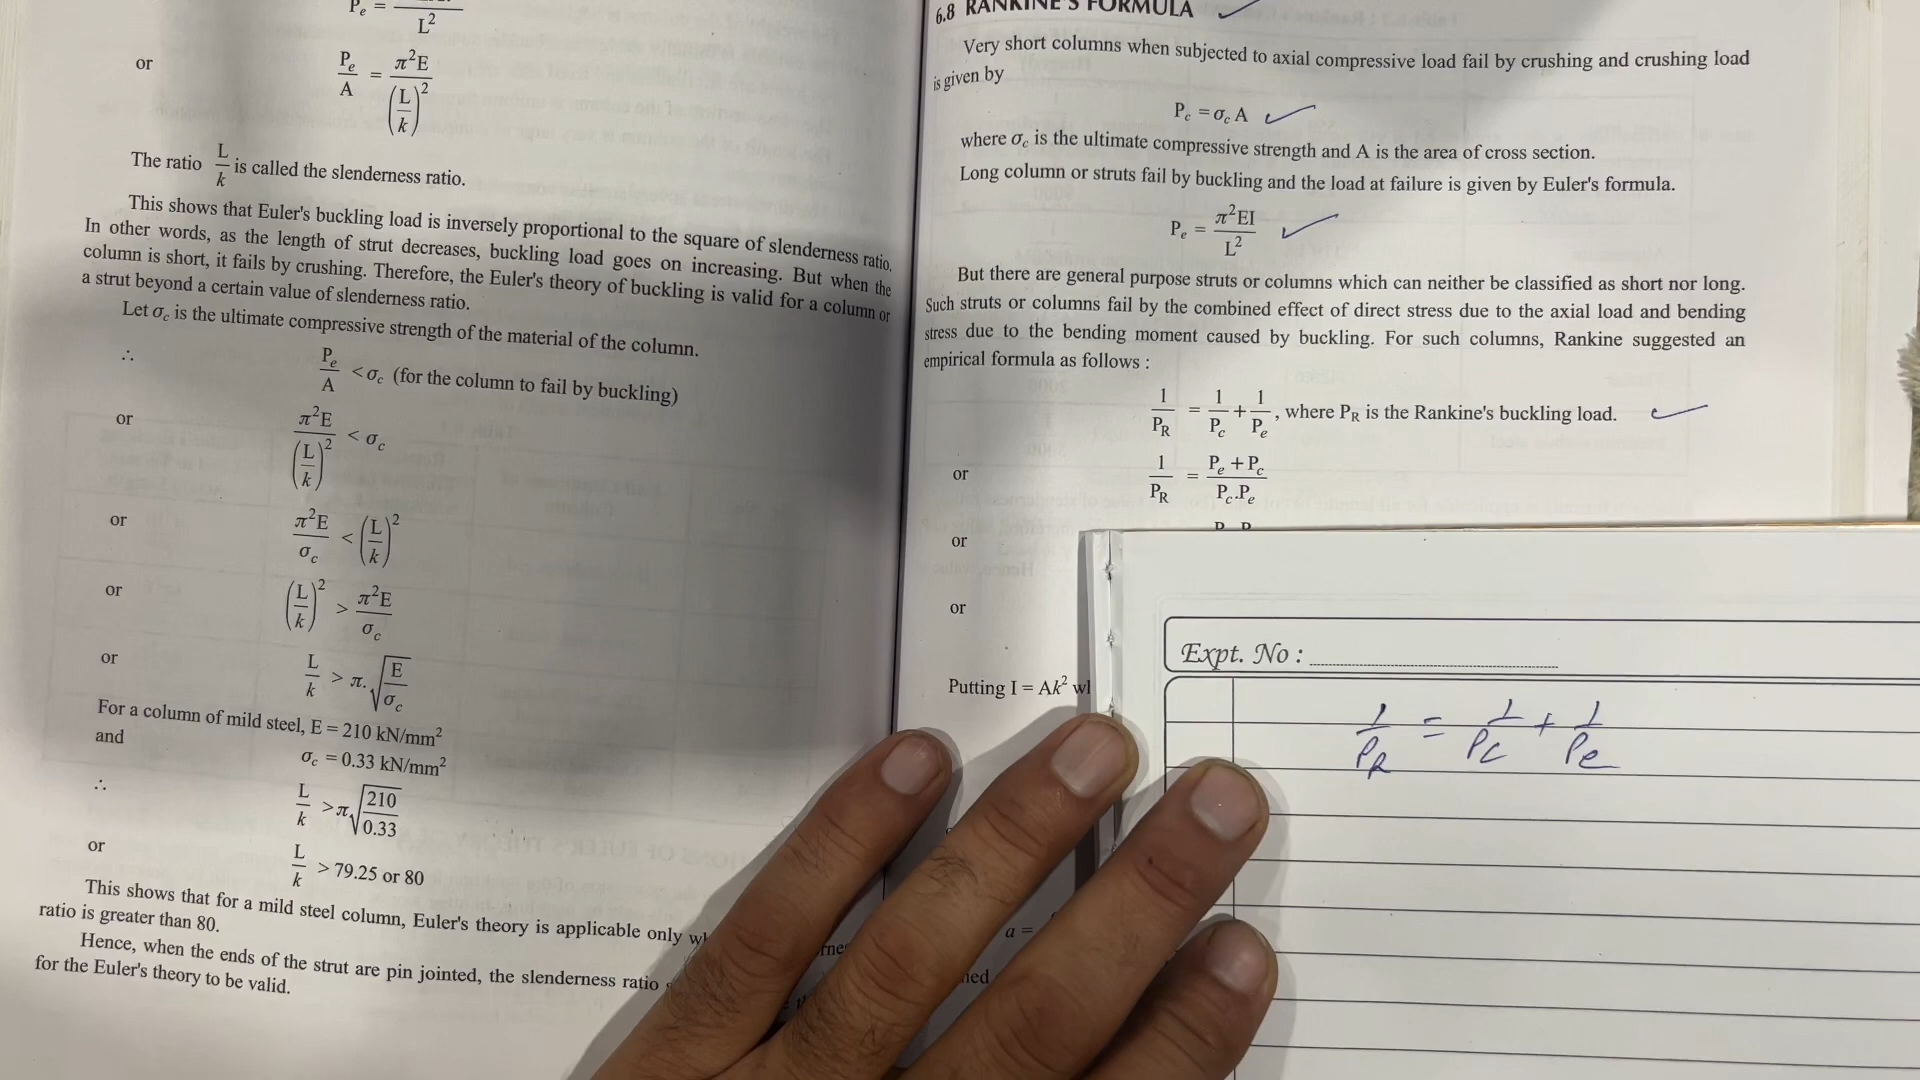 Pe = 
L²
or Pe/A = π²E/(L/k)²
The ratio L/k is called the slenderness ratio.
This shows that Euler's buckling load is inversely proportional to the square of slenderness ratio.
In other words, as the length of strut decreases, buckling load goes on increasing. But when the
column is short, it fails by crushing. Therefore, the Euler's theory of buckling is valid for a column or
a strut beyond a certain value of slenderness ratio.
Let σc is the ultimate compressive strength of the material of the column.
∴ Pe/A < σc (for the column to fail by buckling)
or π²E/(L/k)² < σc
or π²E/σc < (L/k)²
or (L/k)² > π²E/σc
or L/k > π.√(E/σc)
For a column of mild steel, E = 210 kN/mm²
and σc = 0.33 kN/mm²
∴ L/k > π√(210/0.33)
or L/k > 79.25 or 80
This shows that for a mild steel column, Euler's theory is applicable only
ratio is greater than 80.
Hence, when the ends of the strut are pin jointed, the slenderness ratio
for the Euler's theory to be valid.
6.8 RANKINE'S FORMULA
Very short columns when subjected to axial compressive load fail by crushing and crushing load
is given by
Pc = σc A
where σc is the ultimate compressive strength and A is the area of cross section.
Long column or struts fail by buckling and the load at failure is given by Euler's formula.
Pe = π²EI/L²
But there are general purpose struts or columns which can neither be classified as short nor long.
Such struts or columns fail by the combined effect of direct stress due to the axial load and bending
stress due to the bending moment caused by buckling. For such columns, Rankine suggested an
empirical formula as follows :
1/PR = 1/Pc + 1/Pe, where PR is the Rankine's buckling load.
or 1/PR = (Pe + Pc)/(Pc.Pe)
or
or
Putting I = Ak²
a =
Expt. No :
1/PR = 1/Pc + 1/Pe